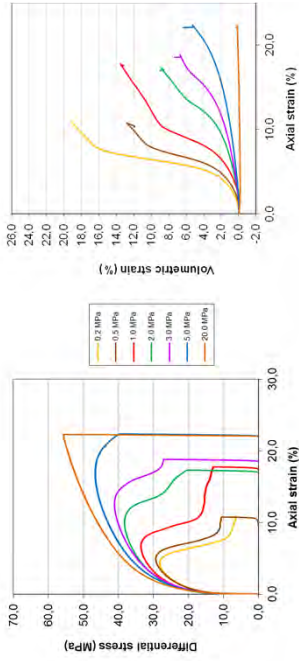 70,0
60,0
50,0
40,0
30,0
20,0
10,0
0,0
Differential stress (MPa)
0,0 10,0 20,0 30,0
Axial strain (%)
0.2 MPa
0.5 MPa
1.0 MPa
2.0 MPa
3.0 MPa
5.0 MPa
20.0 MPa
26,0
24,0
22,0
20,0
18,0
16,0
14,0
12,0
10,0
8,0
6,0
4,0
2,0
0,0
-2,0
Volumetric strain (%)
0,0 10,0 20,0
Axial strain (%)